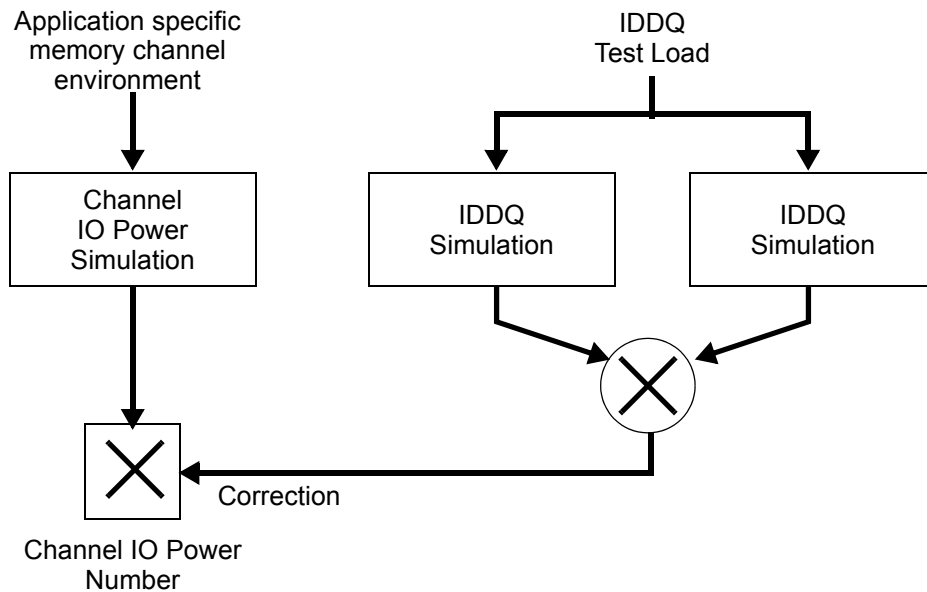 Application specific
memory channel
environment
IDDQ
Test Load
Channel
IO Power
Simulation
IDDQ
Simulation
IDDQ
Simulation
Correction
Channel IO Power
Number